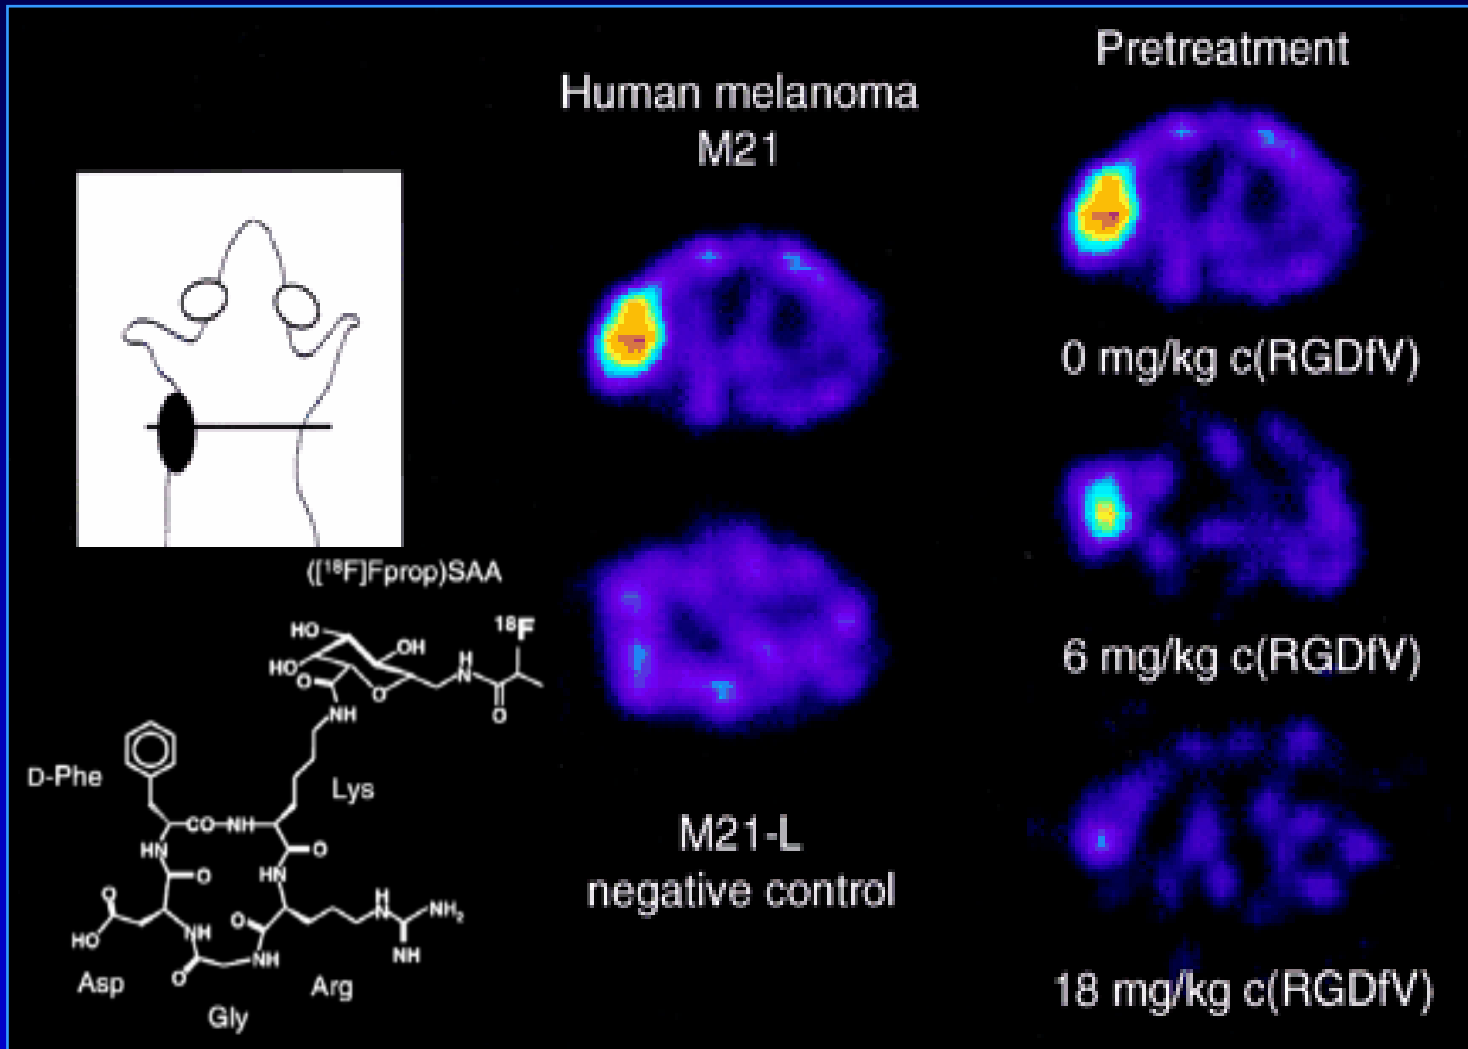 Human melanoma
M21
Pretreatment
0 mg/kg c(RGDfV)
6 mg/kg c(RGDfV)
18 mg/kg c(RGDfV)
M21-L
negative control
([¹⁸F]Fprop)SAA
HO
OH
¹⁸F
HO
HO
O
O
H
N
O
NH
D-Phe
Lys
CO
NH
HN
O
HN
O
O
HO
NH
O
NH
O
H
N
NH₂
NH
Asp
Gly
Arg